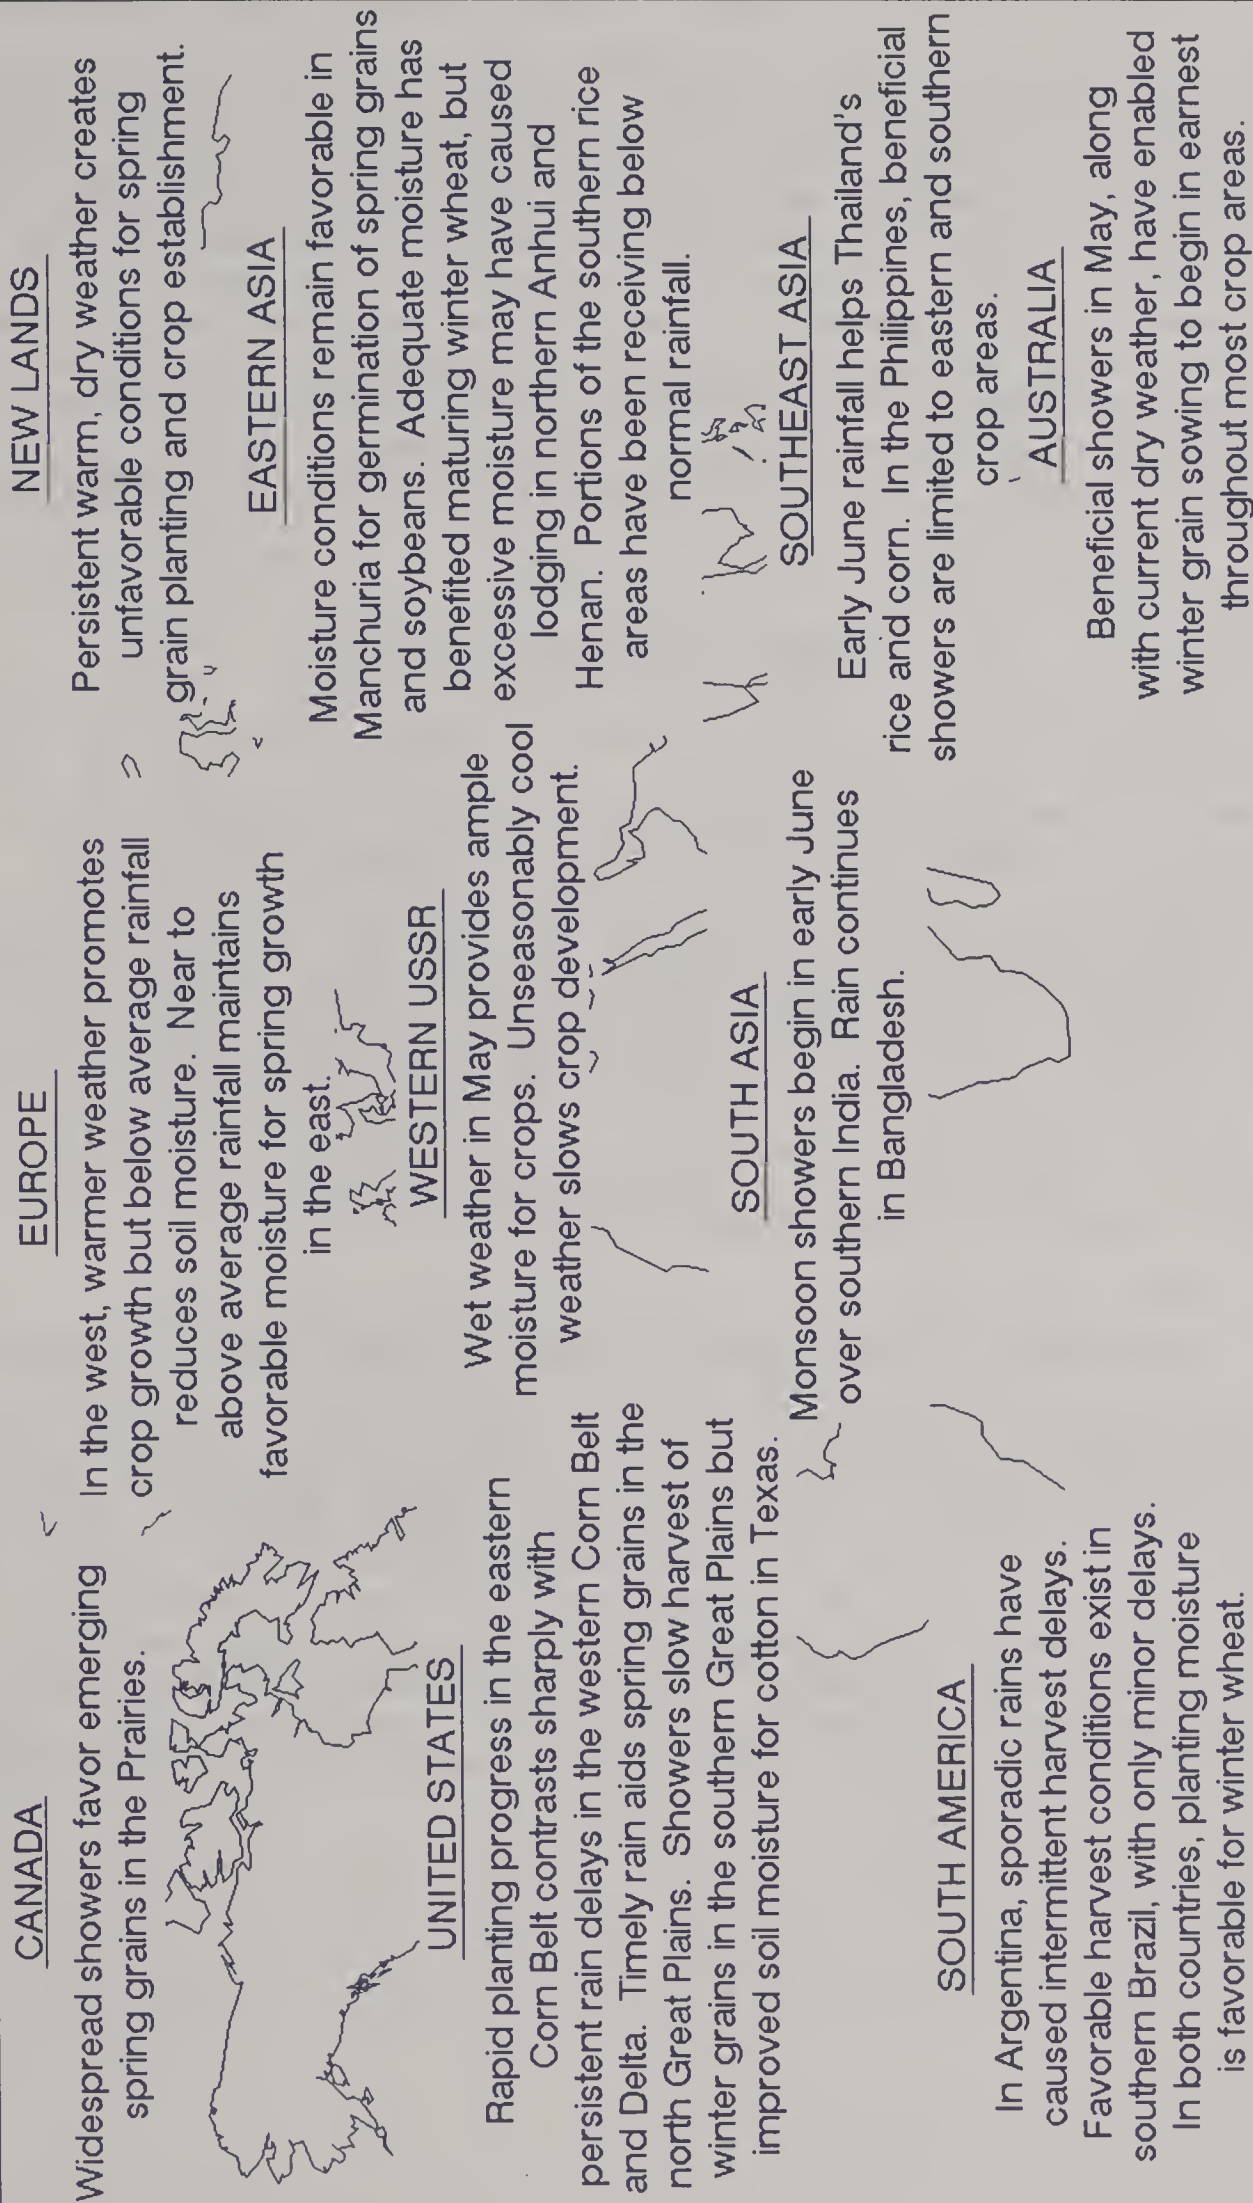 CANADA
Widespread showers favor emerging
spring grains in the Prairies.
UNITED STATES
Rapid planting progress in the eastern
Corn Belt contrasts sharply with
persistent rain delays in the western Corn Belt
and Delta. Timely rain aids spring grains in the
north Great Plains. Showers slow harvest of
winter grains in the southern Great Plains but
improved soil moisture for cotton in Texas.
SOUTH AMERICA
In Argentina, sporadic rains have
caused intermittent harvest delays.
Favorable harvest conditions exist in
southern Brazil, with only minor delays.
In both countries, planting moisture
is favorable for winter wheat.
EUROPE
In the west, warmer weather promotes
crop growth but below average rainfall
reduces soil moisture. Near to
above average rainfall maintains
favorable moisture for spring growth
in the east.
WESTERN USSR
Wet weather in May provides ample
moisture for crops. Unseasonably cool
weather slows crop development.
SOUTH ASIA
Monsoon showers begin in early June
over southern India. Rain continues
in Bangladesh.
NEW LANDS
Persistent warm, dry weather creates
unfavorable conditions for spring
grain planting and crop establishment.
EASTERN ASIA
Moisture conditions remain favorable in
Manchuria for germination of spring grains
and soybeans. Adequate moisture has
benefited maturing winter wheat, but
excessive moisture may have caused
lodging in northern Anhui and
Henan. Portions of the southern rice
areas have been receiving below
normal rainfall.
SOUTHEAST ASIA
Early June rainfall helps Thailand's
rice and corn. In the Philippines, beneficial
showers are limited to eastern and southern
crop areas.
AUSTRALIA
Beneficial showers in May, along
with current dry weather, have enabled
winter grain sowing to begin in earnest
throughout most crop areas.